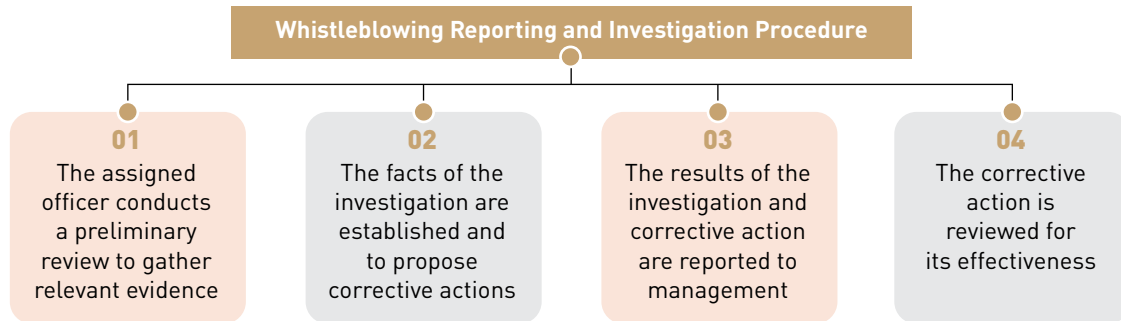 Whistleblowing Reporting and Investigation Procedure
01
The assigned
officer conducts
a preliminary
review to gather
relevant evidence
02
The facts of the
investigation are
established and
to propose
corrective actions
03
The results of the
investigation and
corrective action
are reported to
management
04
The corrective
action is
reviewed for
its effectiveness